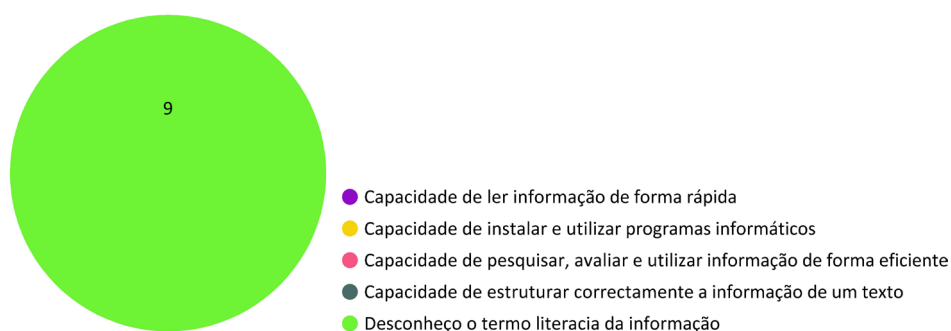 9
Capacidade de ler informação de forma rápida
Capacidade de instalar e utilizar programas informáticos
Capacidade de pesquisar, avaliar e utilizar informação de forma eficiente
Capacidade de estruturar correctamente a informação de um texto
Desconheço o termo literacia da informação